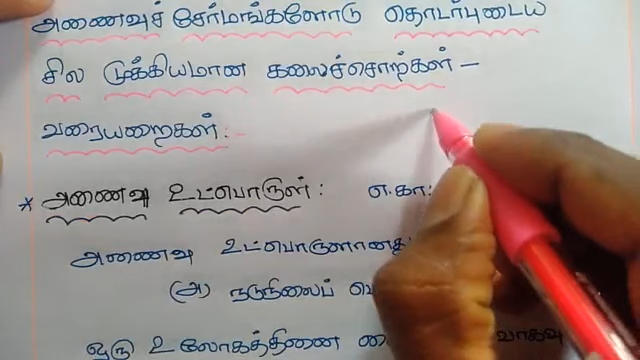 அணைவுச் சேர்மங்களோடு தொடர்புடைய
சில முக்கியமான கலைச்சொற்கள் –
வரையறைகள்:-
* அணைவு உட்பொருள்: எ.கா:
அணைவு உட்பொருளானது
(அ) நடுநிலைப்
ஒரு உலோகத்தினை